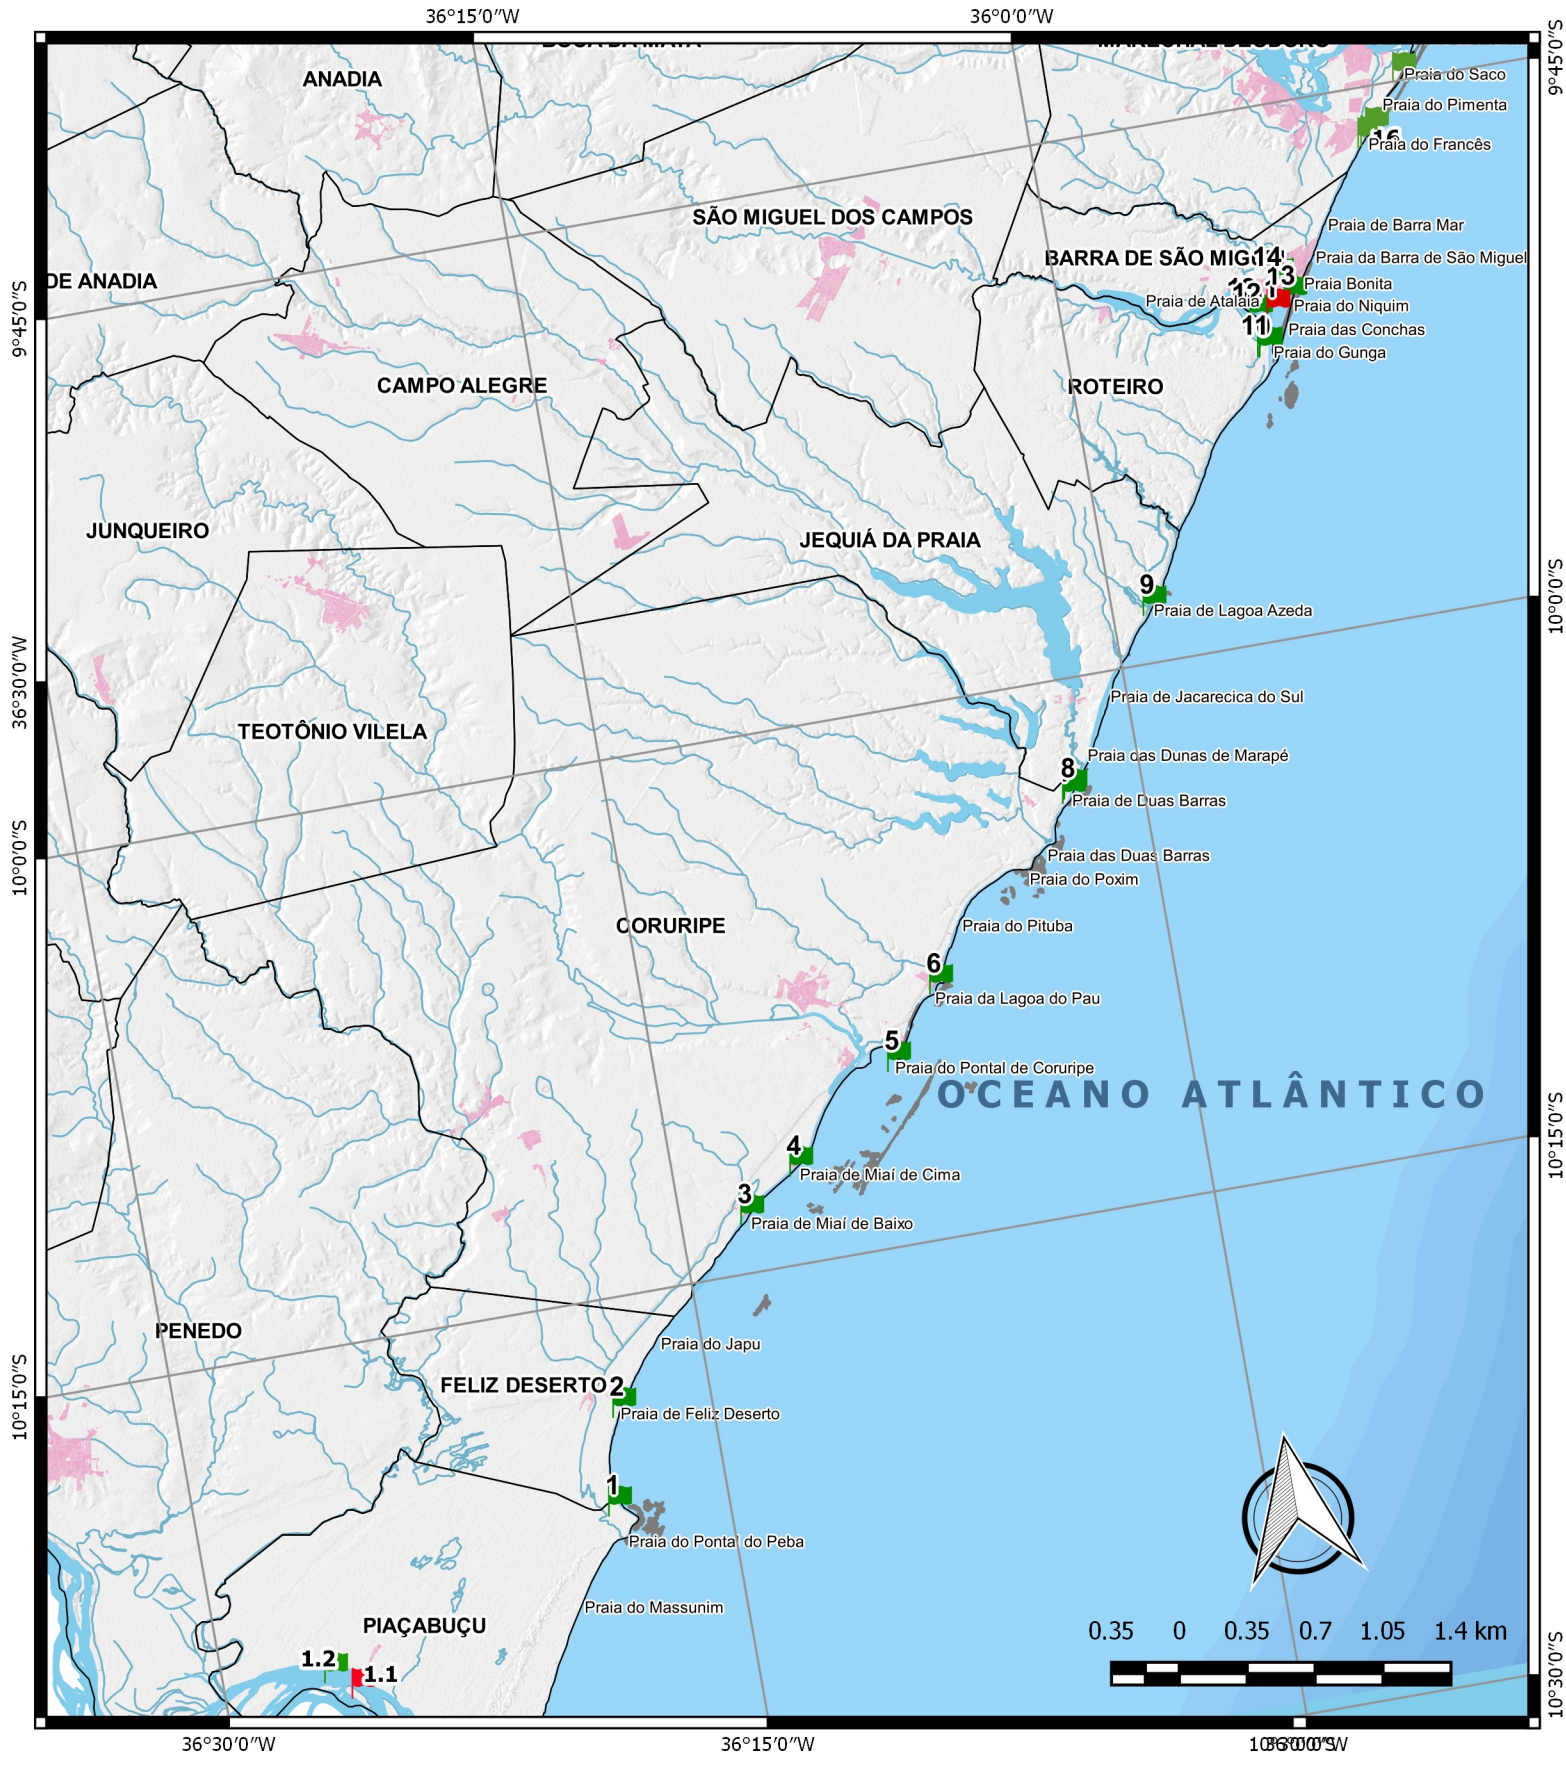 36°15'0"W
36°0'0"W
9°45'0"S
BOCA DA MATA
MARECHAL DEODORO
ANADIA
Praia do Saco
Praia do Pimenta
16
Praia do Francês
SÃO MIGUEL DOS CAMPOS
Praia de Barra Mar
BARRA DE SÃO MIGUEL
14
Praia da Barra de São Miguel
DE ANADIA
13
Praia Bonita
12
Praia de Atalaia
Praia do Niquim
11
Praia das Conchas
Praia do Gunga
9°45'0"S
CAMPO ALEGRE
ROTEIRO
JUNQUEIRO
JEQUIÁ DA PRAIA
9
Praia de Lagoa Azeda
10°0'0"S
36°30'0"W
Praia de Jacarecica do Sul
TEOTÔNIO VILELA
Praia das Dunas de Marapé
8
Praia de Duas Barras
10°0'0"S
Praia das Duas Barras
Praia do Poxim
CORURIPE
Praia do Pituba
6
Praia da Lagoa do Pau
5
Praia do Pontal de Coruripe
OCEANO ATLÂNTICO
10°15'0"S
4
Praia de Miaí de Cima
3
Praia de Miaí de Baixo
PENEDO
Praia do Japu
FELIZ DESERTO
2
Praia de Feliz Deserto
10°15'0"S
1
Praia do Pontal do Peba
Praia do Massunim
PIAÇABUÇU
1.2
1.1
0.35 0 0.35 0.7 1.05 1.4 km
10°30'0"S
36°30'0"W
36°15'0"W